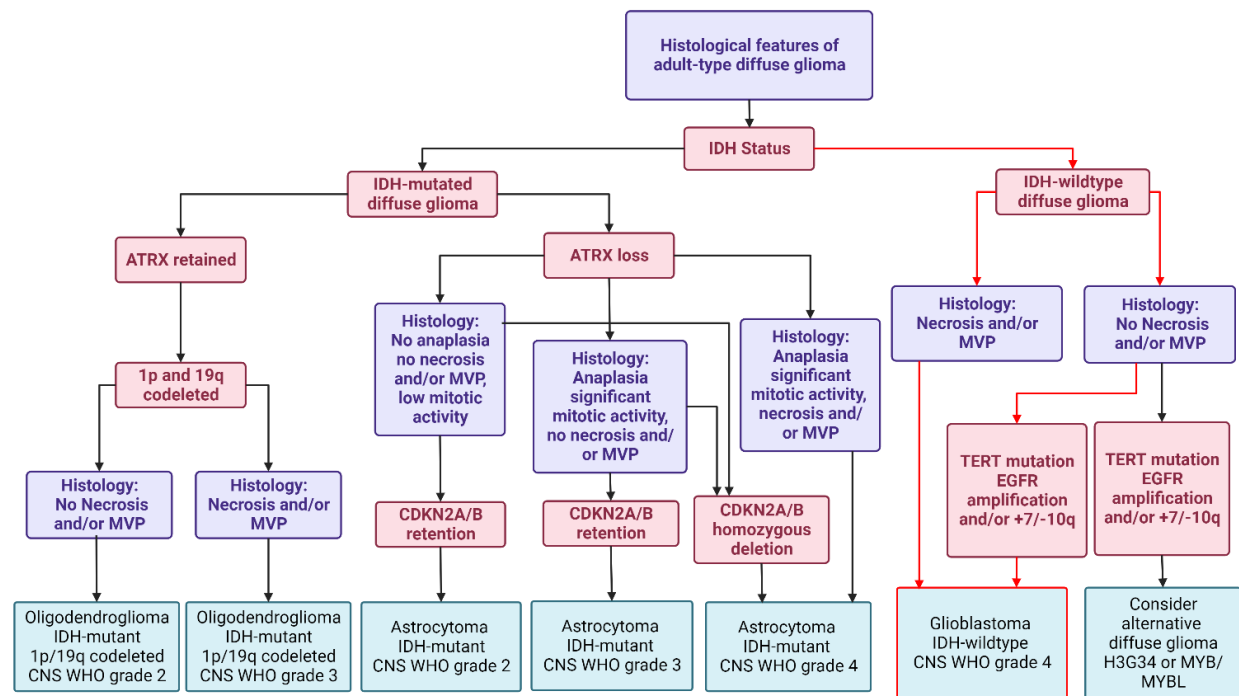 Histological features of
adult-type diffuse glioma
IDH Status
IDH-mutated
diffuse glioma
IDH-wildtype
diffuse glioma
ATRX retained
ATRX loss
1p and 19q
codeleted
Histology:
No anaplasia
no necrosis
and/or MVP,
low mitotic
activity
Histology:
Anaplasia
significant
mitotic activity,
no necrosis and/
or MVP
Histology:
Anaplasia
significant
mitotic activity,
necrosis and/
or MVP
Histology:
Necrosis and/or
MVP
Histology:
No Necrosis
and/or MVP
Histology:
No Necrosis
and/or MVP
Histology:
Necrosis and/or
MVP
CDKN2A/B
retention
CDKN2A/B
retention
CDKN2A/B
homozygous
deletion
TERT mutation
EGFR
amplification
and/or +7/-10q
TERT mutation
EGFR
amplification
and/or +7/-10q
Oligodendroglioma
IDH-mutant
1p/19q codeleted
CNS WHO grade 2
Oligodendroglioma
IDH-mutant
1p/19q codeleted
CNS WHO grade 3
Astrocytoma
IDH-mutant
CNS WHO grade 2
Astrocytoma
IDH-mutant
CNS WHO grade 3
Astrocytoma
IDH-mutant
CNS WHO grade 4
Glioblastoma
IDH-wildtype
CNS WHO grade 4
Consider
alternative
diffuse glioma
H3G34 or MYB/
MYBL